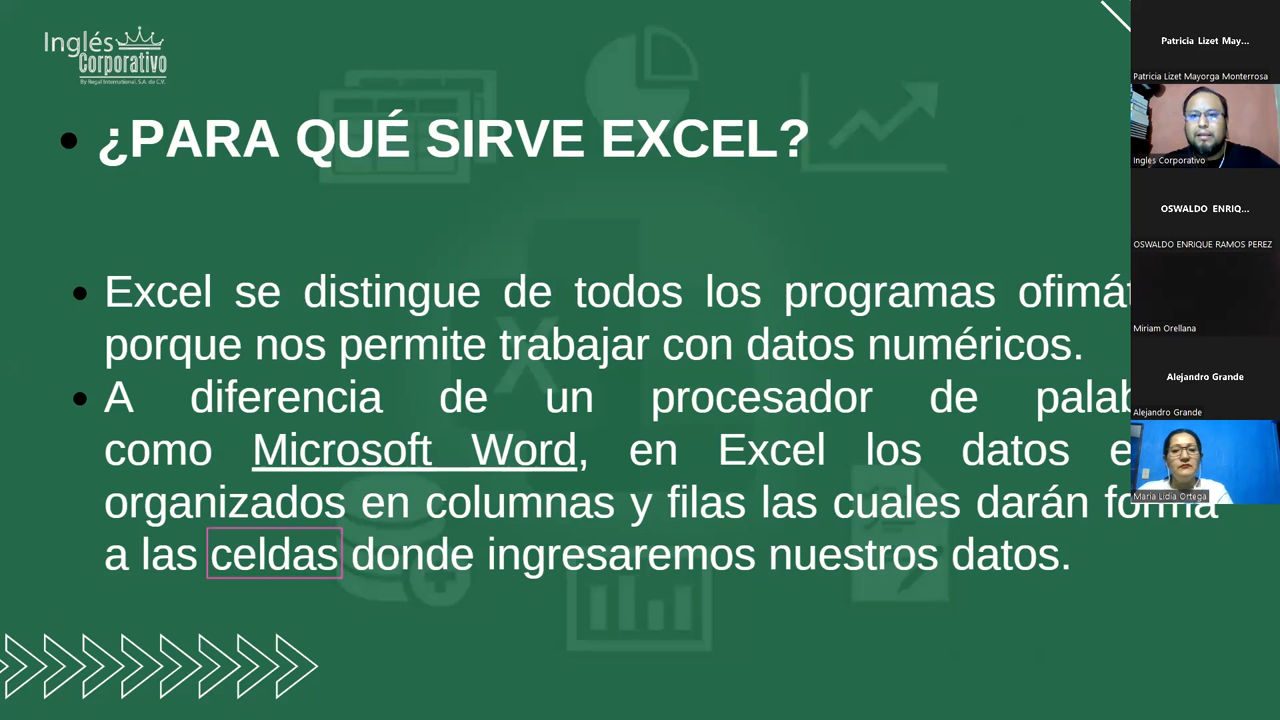 Inglés
Corporativo
By Regal International, S.A. de C.V.
¿PARA QUÉ SIRVE EXCEL?
Excel se distingue de todos los programas
porque nos permite trabajar con datos numéricos.
A diferencia de un procesador de
como Microsoft Word, en Excel los datos
organizados en columnas y filas las cuales darán forma
a las celdas donde ingresaremos nuestros datos.
Patricia Lizet May...
Patricia Lizet Mayorga Monterrosa
Ingles Corporativo
OSWALDO ENRIQ...
OSWALDO ENRIQUE RAMOS PEREZ
Miriam Orellana
Alejandro Grande
Alejandro Grande
Maria Lidia Ortega